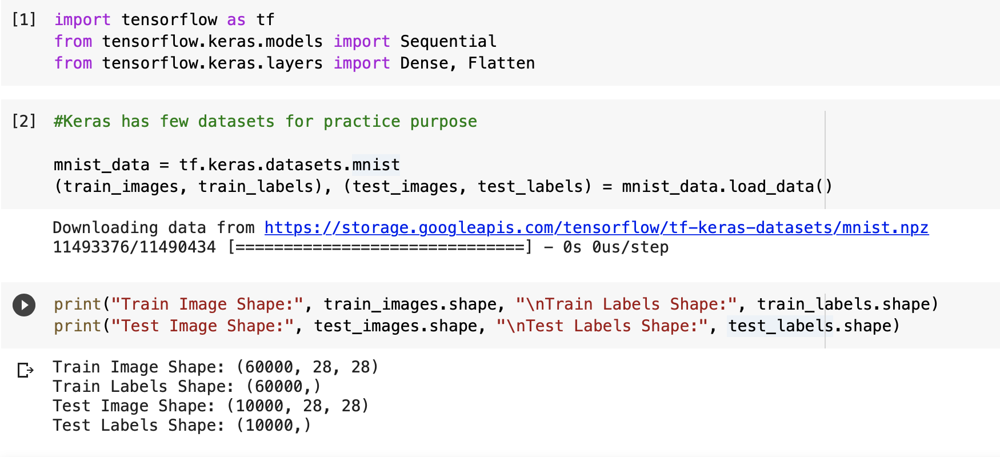 [1] import tensorflow as tf
from tensorflow.keras.models import Sequential
from tensorflow.keras.layers import Dense, Flatten
[2] #Keras has few datasets for practice purpose
mnist_data = tf.keras.datasets.mnist
(train_images, train_labels), (test_images, test_labels) = mnist_data.load_data()
Downloading data from https://storage.googleapis.com/tensorflow/tf-keras-datasets/mnist.npz
11493376/11490434 [==============================] - 0s 0us/step
print("Train Image Shape:", train_images.shape, "\nTrain Labels Shape:", train_labels.shape)
print("Test Image Shape:", test_images.shape, "\nTest Labels Shape:", test_labels.shape)
Train Image Shape: (60000, 28, 28)
Train Labels Shape: (60000,)
Test Image Shape: (10000, 28, 28)
Test Labels Shape: (10000,)